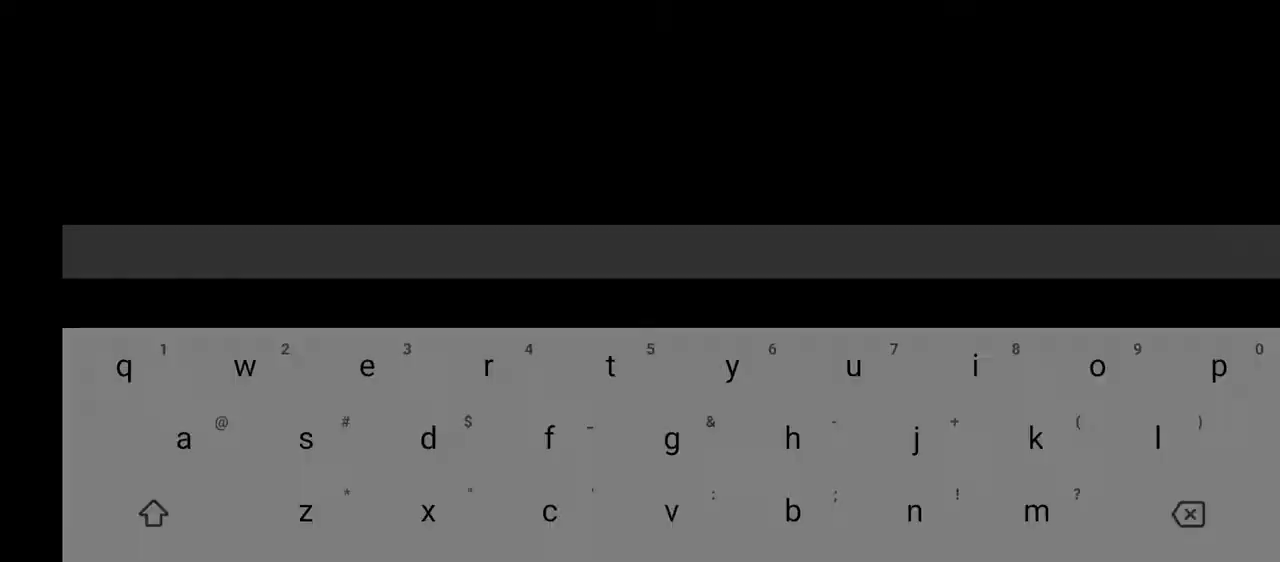 q 1 w 2 e 3 r 4 t 5 y 6 u 7 i 8 o 9 p 0
a @ s # d $ f _ g & h - j + k ( l )
z * x " c ' v : b ; n ! m ?